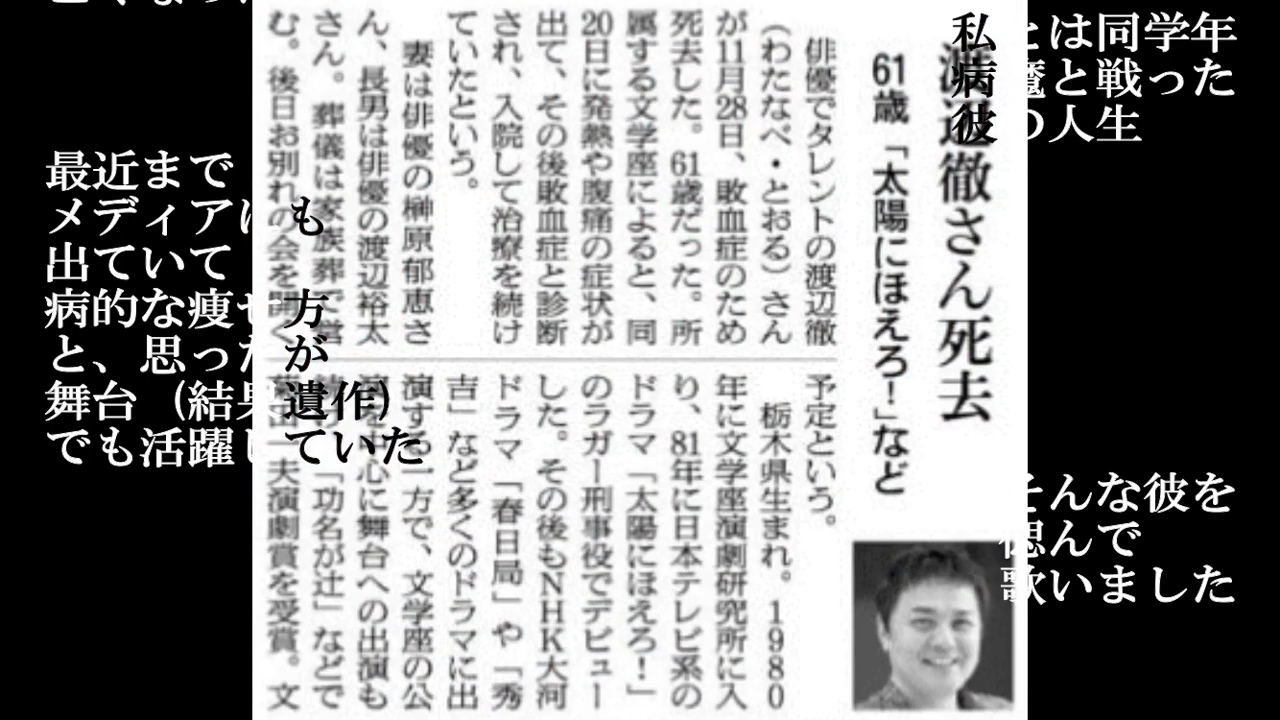 私とは同学年
病魔と戦った
彼の人生
渡辺徹さん死去
61歳「太陽にほえろ！」など
俳優でタレントの渡辺徹
（わたなべ・とおる）さん
が11月28日、敗血症のため
死去した。61歳だった。所
属する文学座によると、同
20日に発熱や腹痛の症状が
出て、その後敗血症と診断
され、入院して治療を続け
ていたという。
妻は俳優の榊原郁恵さ
ん、長男は俳優の渡辺裕太
さん。葬儀は家族葬で営
む。後日お別れの会を開く
予定という。
栃木県生まれ。1980
年に文学座演劇研究所に入
り、81年に日本テレビ系の
ドラマ「太陽にほえろ！」
のラガー刑事役でデビュー
した。その後もNHK大河
ドラマ「春日局」や「秀
吉」など多くのドラマに出
演する一方で、文学座の公
演を中心に舞台への出演も
「功名が辻」などで
菊田一夫演劇賞を受賞。文
最近まで
メディアにも
出ていて
病的な痩せ方
と、思ったが
舞台（結果遺作）
でも活躍していた
そんな彼を
偲んで
歌いました